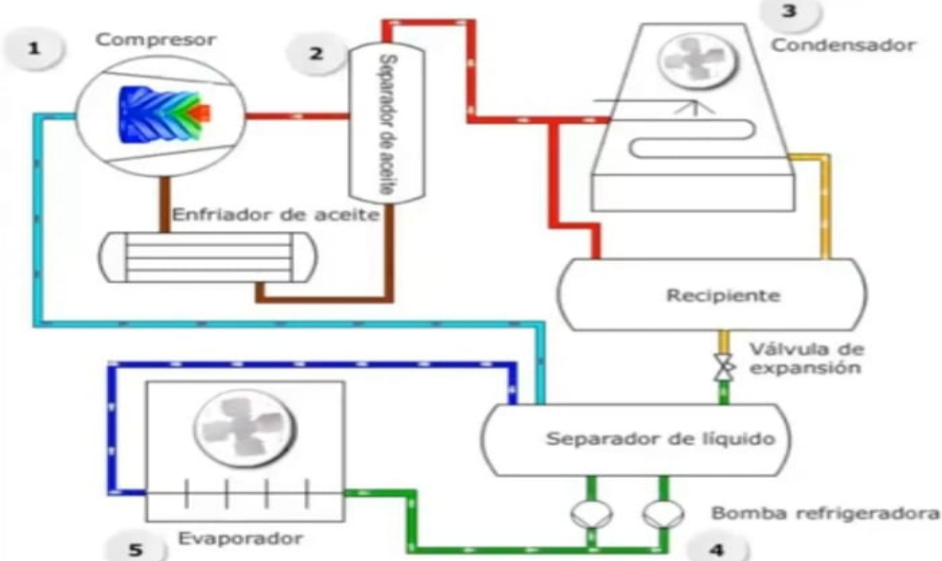 1
Compresor
2
Separador de aceite
3
Condensador
Enfriador de aceite
Recipiente
Válvula de
expansión
Separador de líquido
Bomba refrigeradora
4
5
Evaporador